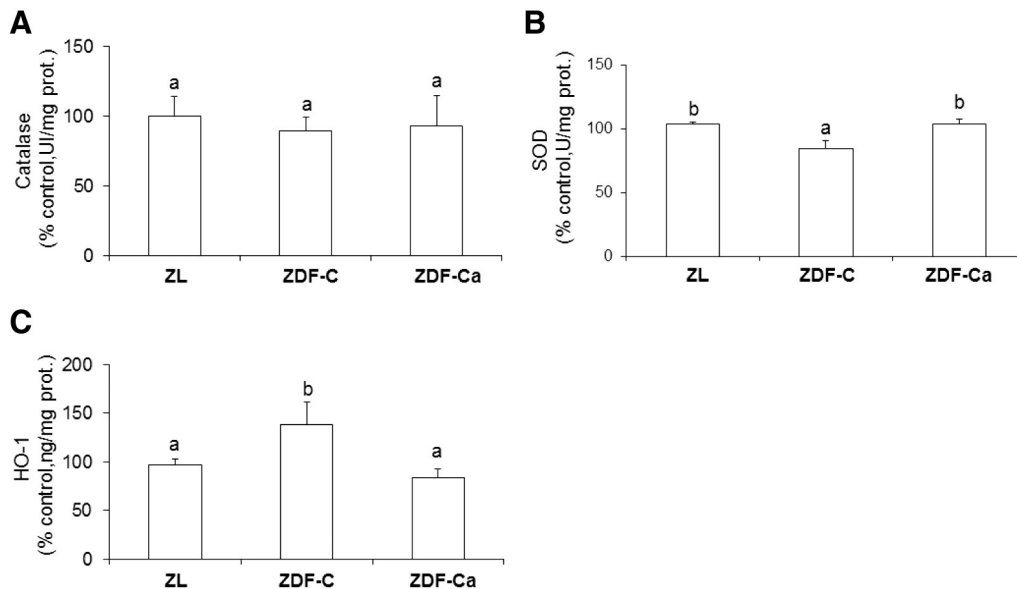 A
Catalase
(% control,UI/mg prot.)
150
100
50
0
a
a
a
ZL
ZDF-C
ZDF-Ca
B
SOD
(% control,U/mg prot.)
150
100
50
0
b
a
b
ZL
ZDF-C
ZDF-Ca
C
HO-1
(% control,ng/mg prot.)
200
150
100
50
0
a
b
a
ZL
ZDF-C
ZDF-Ca